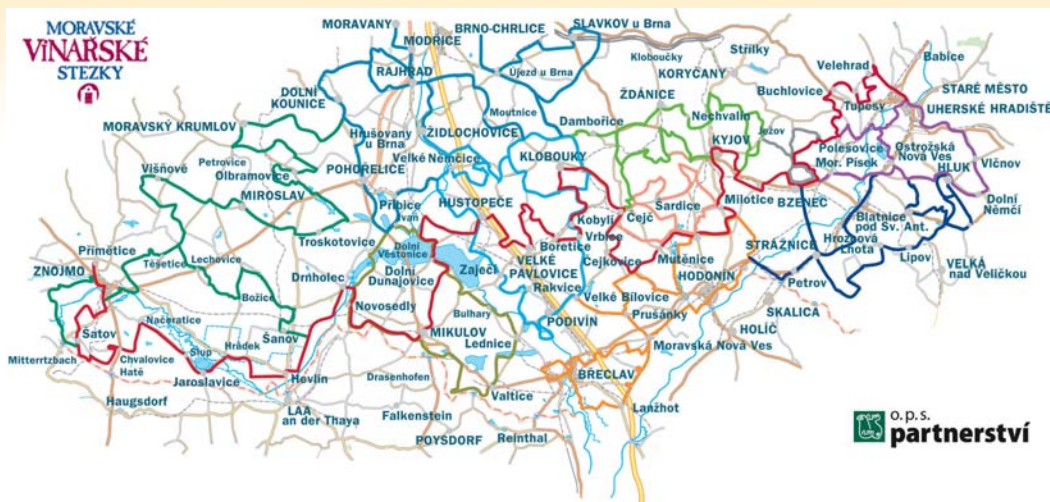 MORAVSKÉ
VINAŘSKÉ
STEZKY
MORAVANY
MODŘICE
BRNO-CHRLICE
SLAVKOV u Brna
Újezd u Brna
Kloboučky
Střílky
KORYČANY
Velehrad
Babice
Buchlovice
STARÉ MĚSTO
Tupesy
UHERSKÉ HRADIŠTĚ
RAJHRAD
DOLNÍ
KOUNICE
Moutnice
ŽDÁNICE
Dambořice
Nechvalín
MORAVSKÝ KRUMLOV
Hrušovany
u Brna
ŽIDLOCHOVICE
KYJOV
Ježov
Polešovice
Mor. Písek
Ostrožská
Nová Ves
HLUK
Vlčnov
Petrovice
Olbramovice
Višňové
MIROSLAV
POHOŘELICE
Velké Němčice
KLOBOUKY
HUSTOPEČE
Přibice
Ivaň
Šardice
Milotice
BZENEC
Dolní
Němčí
Blatnice
pod Sv. Ant.
Kobylí
Čejč
Vrbice
Bořetice
Čejkovice
VELKÉ
PAVLOVICE
Troskotovice
Dolní
Věstonice
Dolní
Dunajovice
Zaječí
Mutěnice
STRÁŽNICE
Hroznová
Lhota
Lipov
VELKÁ
nad Veličkou
Přímětice
ZNOJMO
Těšetice
Lechovice
Drnholec
Božice
Novosedly
Rakvice
HODONÍN
Petrov
Velké Bílovice
Prušánky
SKALICA
Načeratice
Bulhary
PODIVÍN
HOLÍČ
Šatov
Hrádek
Šanov
MIKULOV
Lednice
Moravská Nová Ves
Mitterrtzbach
Chvalovice
Hatě
Slup
Jaroslavice
Hevlín
Drasenhofen
Valtice
BŘECLAV
Haugsdorf
LAA
an der Thaya
Falkenstein
POYSDORF
Reinthal
Lanžhot
o.p.s.
partnerství